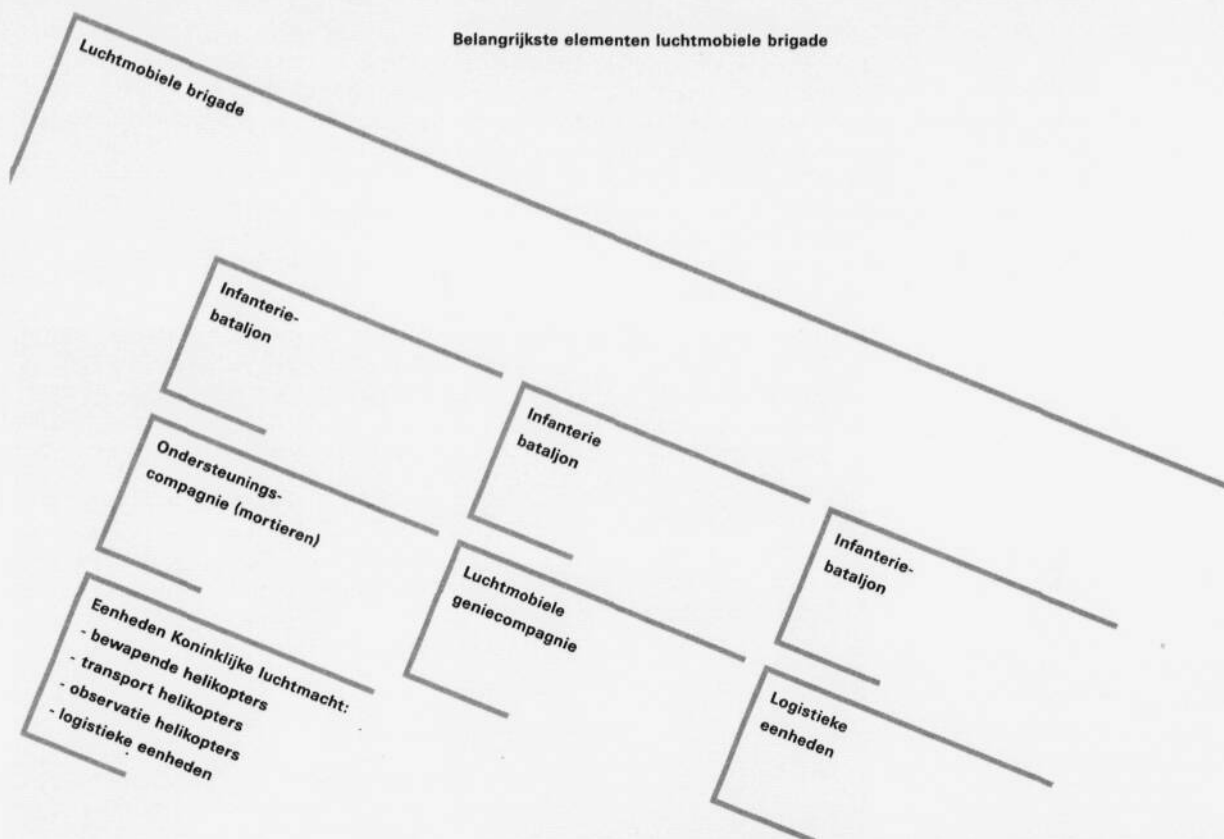 Belangrijkste elementen luchtmobiele brigade
Luchtmobiele brigade
Infanterie-
bataljon
Infanterie
bataljon
Infanterie-
bataljon
Ondersteunings-
compagnie (mortieren)
Luchtmobiele
geniecompagnie
Logistieke
eenheden
Eenheden Koninklijke luchtmacht:
- bewapende helikopters
- transport helikopters
- observatie helikopters
- logistieke eenheden